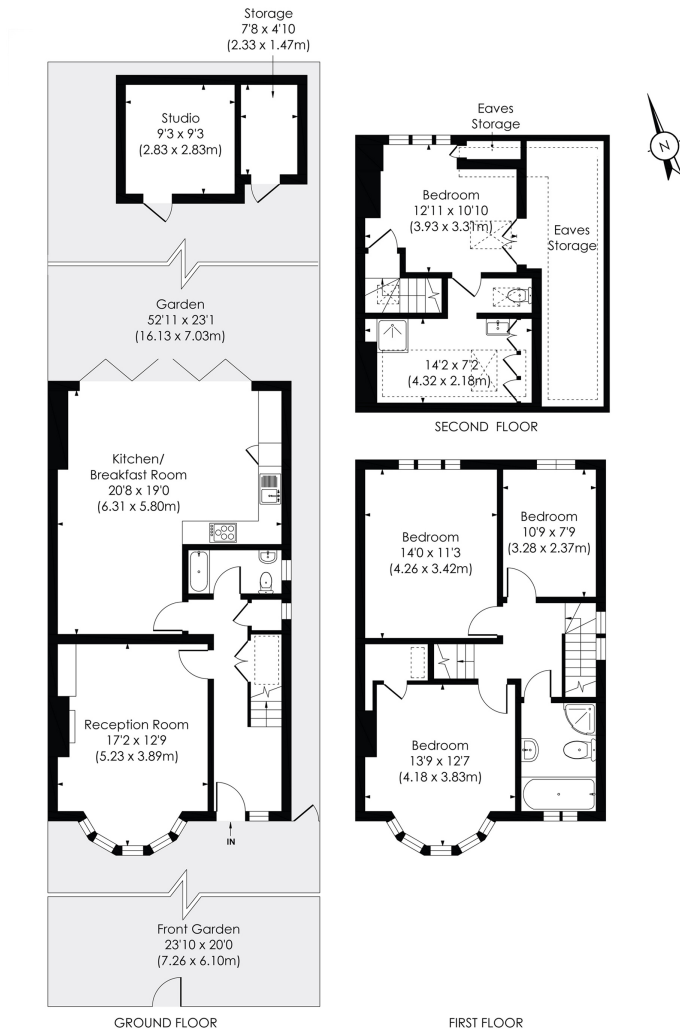 Storage
7'8 x 4'10
(2.33 x 1.47m)
Studio
9'3 x 9'3
(2.83 x 2.83m)
Garden
52'11 x 23'1
(16.13 x 7.03m)
Kitchen/
Breakfast Room
20'8 x 19'0
(6.31 x 5.80m)
Reception Room
17'2 x 12'9
(5.23 x 3.89m)
IN
Front Garden
23'10 x 20'0
(7.26 x 6.10m)
GROUND FLOOR
Eaves
Storage
Bedroom
12'11 x 10'10
(3.93 x 3.31m)
Eaves
Storage
14'2 x 7'2
(4.32 x 2.18m)
SECOND FLOOR
Bedroom
14'0 x 11'3
(4.26 x 3.42m)
Bedroom
10'9 x 7'9
(3.28 x 2.37m)
Bedroom
13'9 x 12'7
(4.18 x 3.83m)
FIRST FLOOR
N